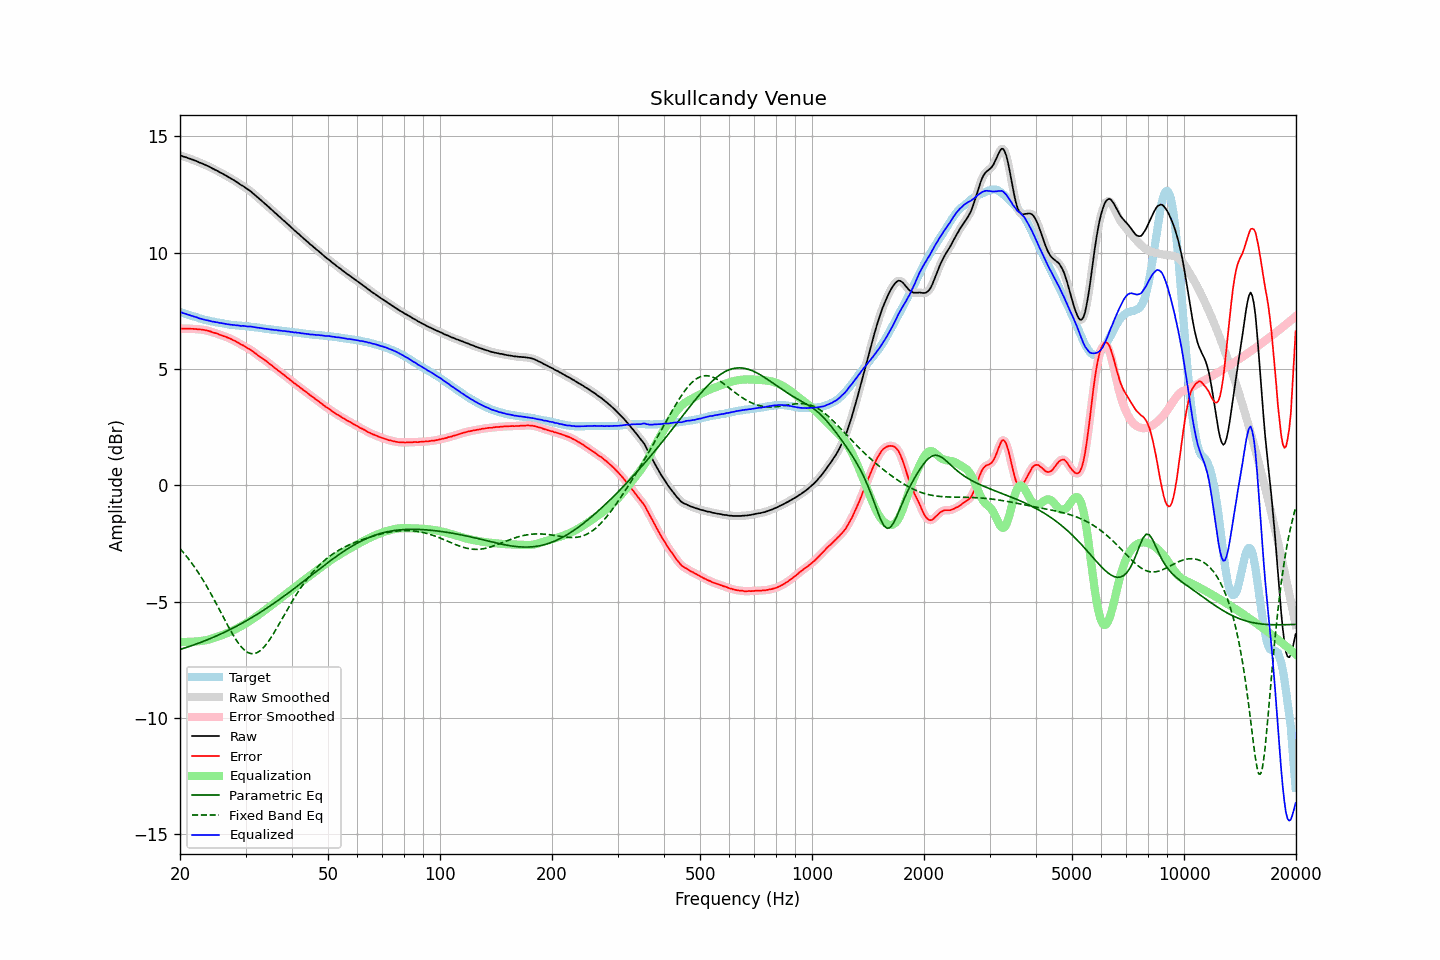 Skullcandy Venue
15
10
5
0
−5
−10
−15
Amplitude (dBr)
Target
Raw Smoothed
Error Smoothed
Raw
Error
Equalization
Parametric Eq
Fixed Band Eq
Equalized
20 50 100 200 500 1000 2000 5000 10000 20000
Frequency (Hz)